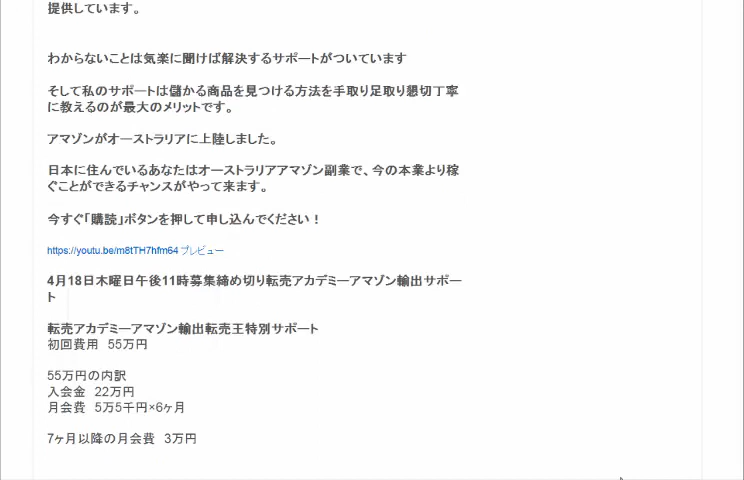 提供しています。
わからないことは気楽に聞けば解決するサポートがついています
そして私のサポートは儲かる商品を見つける方法を手取り足取り懇切丁寧
に教えるのが最大のメリットです。
アマゾンがオーストラリアに上陸しました。
日本に住んでいるあなたはオーストラリアアマゾン副業で、今の本業より稼
ぐことができるチャンスがやって来ます。
今すぐ「購読」ボタンを押して申し込んでください！
https://youtu.be/m8tTH7hfm64 プレビュー
4月18日木曜日午後11時募集締め切り転売アカデミーアマゾン輸出サポー
ト
転売アカデミーアマゾン輸出転売王特別サポート
初回費用 55万円
55万円の内訳
入会金 22万円
月会費 5万5千円×6ヶ月
7ヶ月以降の月会費 3万円